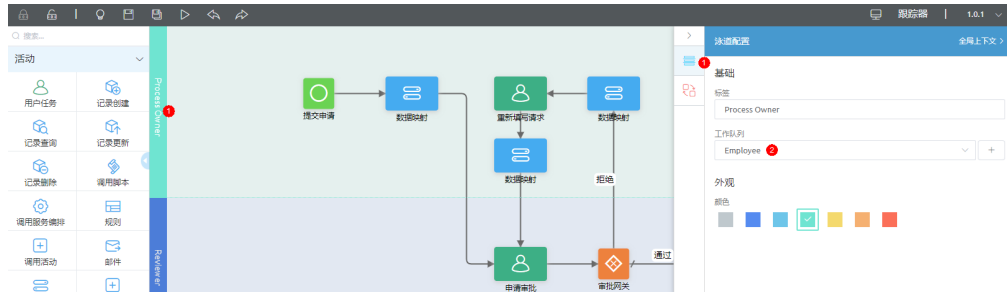 跟踪器
1.0.1
搜索...
活动
用户任务
记录创建
记录查询
记录更新
记录删除
调用脚本
调用服务编排
规则
调用活动
邮件
Process Owner
1
Reviewer
提交申请
数据映射
重新填写请求
数据映射
数据映射
拒绝
申请审批
审批网关
通过
1
泳道配置
全局上下文 >
基础
标签
Process Owner
工作队列
Employee
2
外观
颜色